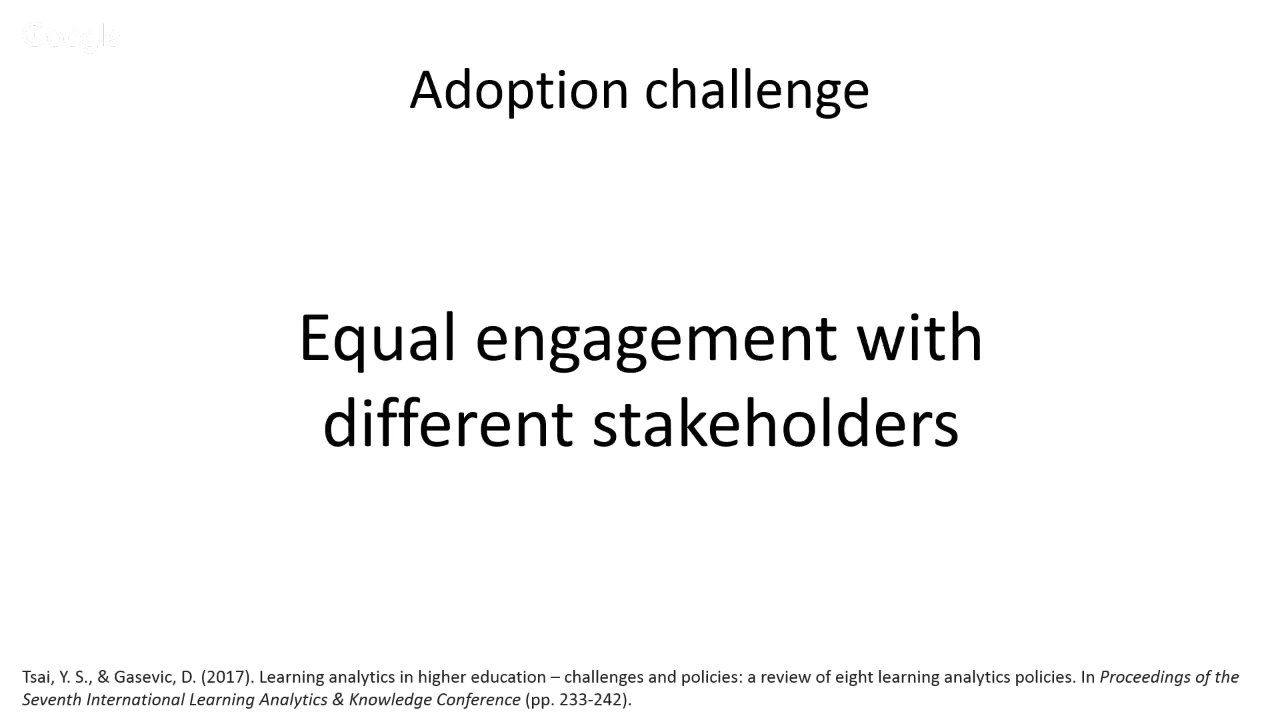 Google
Adoption challenge
Equal engagement with
different stakeholders
Tsai, Y. S., & Gasevic, D. (2017). Learning analytics in higher education – challenges and policies: a review of eight learning analytics policies. In Proceedings of the
Seventh International Learning Analytics & Knowledge Conference (pp. 233-242).